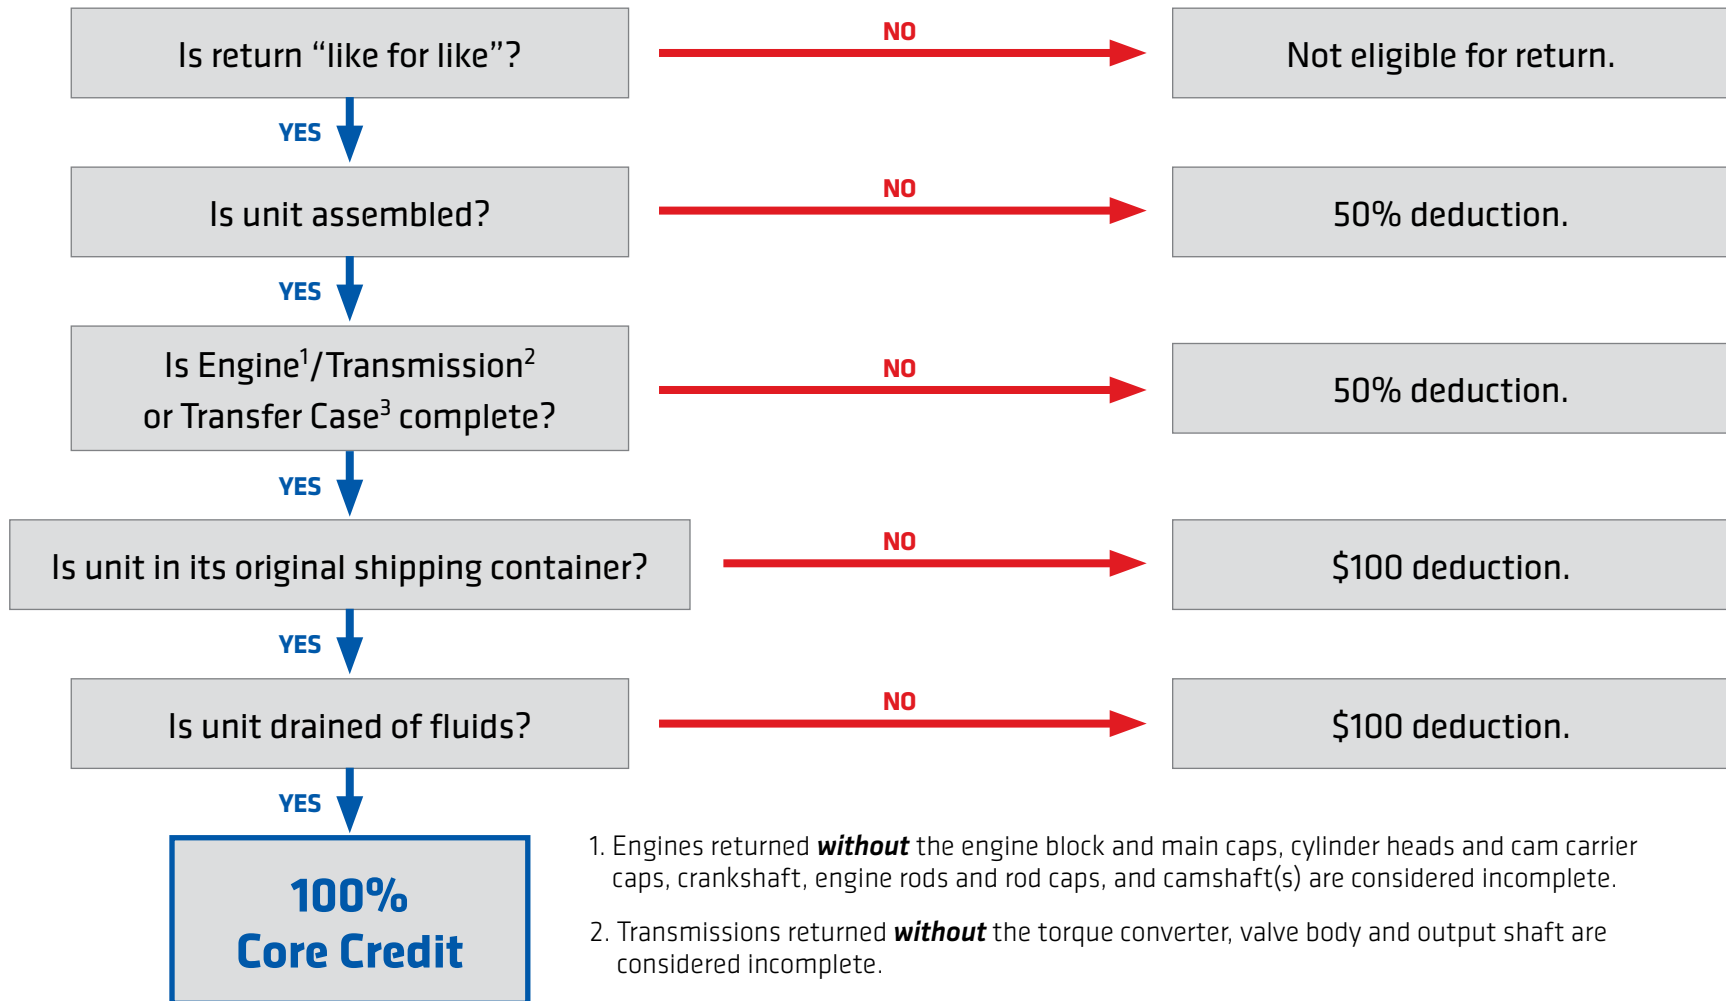 Is return “like for like”?
NO
Not eligible for return.
YES
Is unit assembled?
NO
50% deduction.
YES
Is Engine1/Transmission2
or Transfer Case3 complete?
NO
50% deduction.
YES
Is unit in its original shipping container?
NO
$100 deduction.
YES
Is unit drained of fluids?
NO
$100 deduction.
YES
100%
Core Credit
1. Engines returned without the engine block and main caps, cylinder heads and cam carrier
caps, crankshaft, engine rods and rod caps, and camshaft(s) are considered incomplete.
2. Transmissions returned without the torque converter, valve body and output shaft are
considered incomplete.